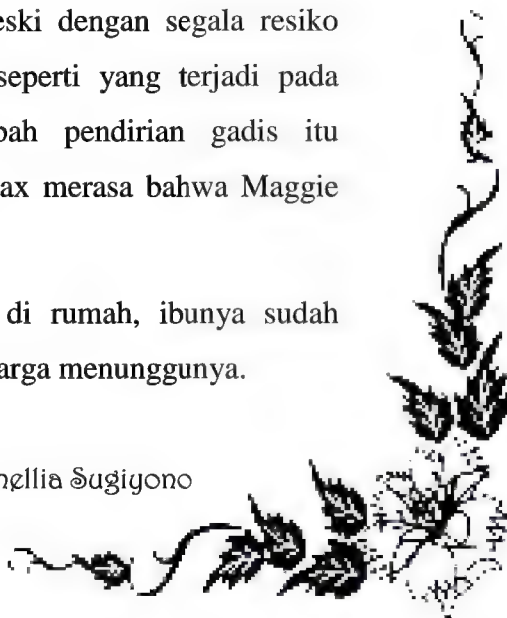 eski dengan segala resiko
seperti yang terjadi pada
bah pendirian gadis itu
ax merasa bahwa Maggie
di rumah, ibunya sudah
arga menunggunya.
nellia Sugiyono